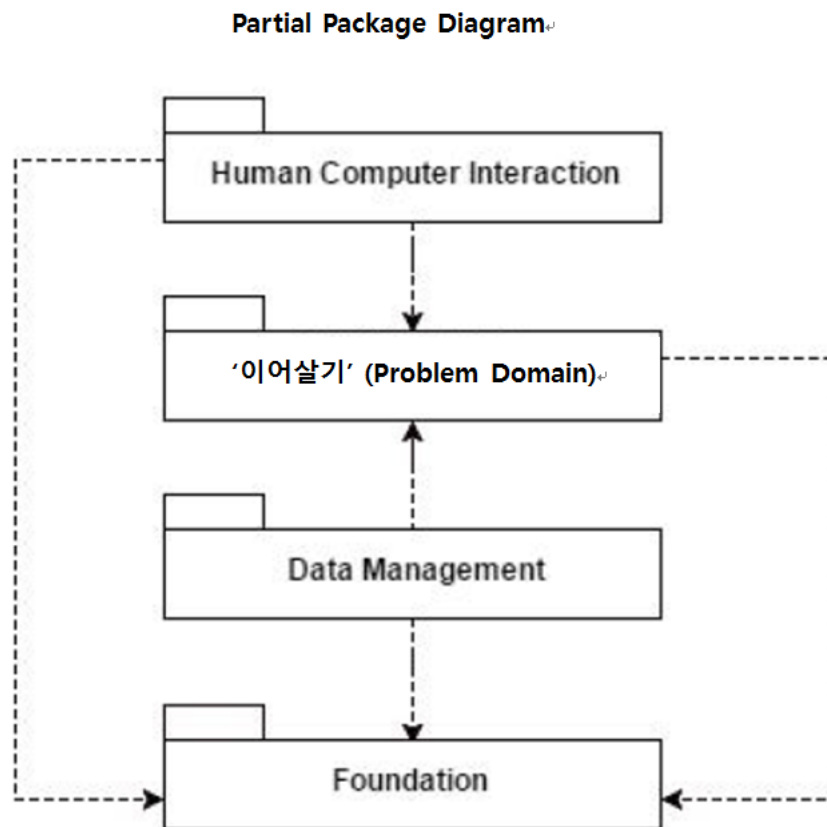 Partial Package Diagram
Human Computer Interaction
‘이어살기’ (Problem Domain)
Data Management
Foundation